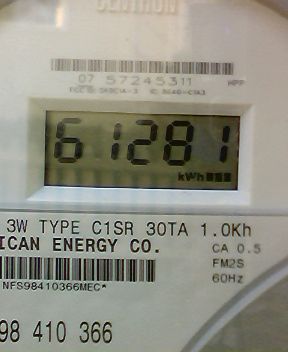 CENTRON
07 57245311
61281
kWh
3W TYPE C1SR 30TA 1.0Kh
ICAN ENERGY CO.
CA 0.5
FM2S
60Hz
NFS98410366MEC*
98 410 366